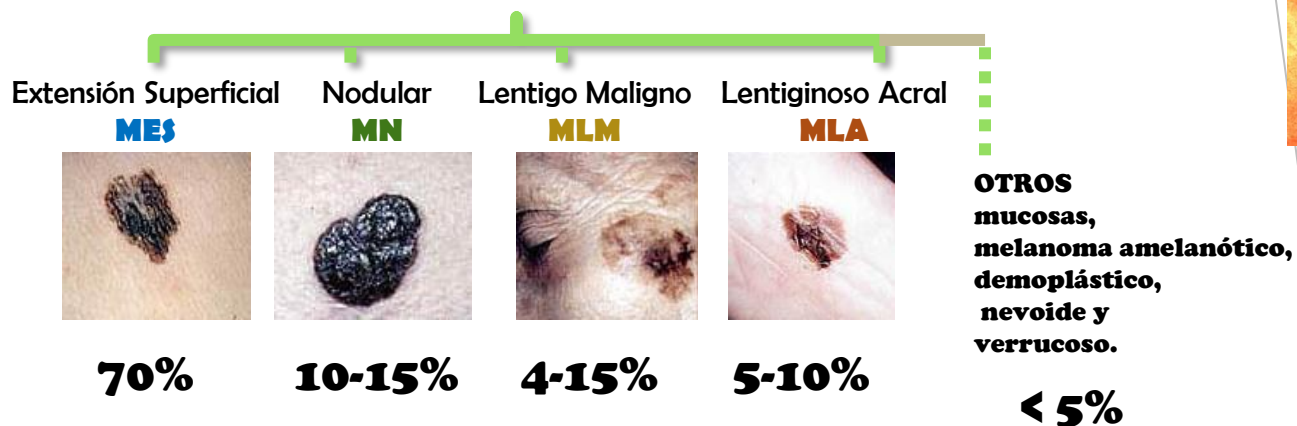 Extensión Superficial
MES
Nodular
MN
Lentigo Maligno
MLM
Lentiginoso Acral
MLA
70%
10-15%
4-15%
5-10%
OTROS
mucosas,
melanoma amelanótico,
demoplástico,
nevoide y
verrucoso.
< 5%